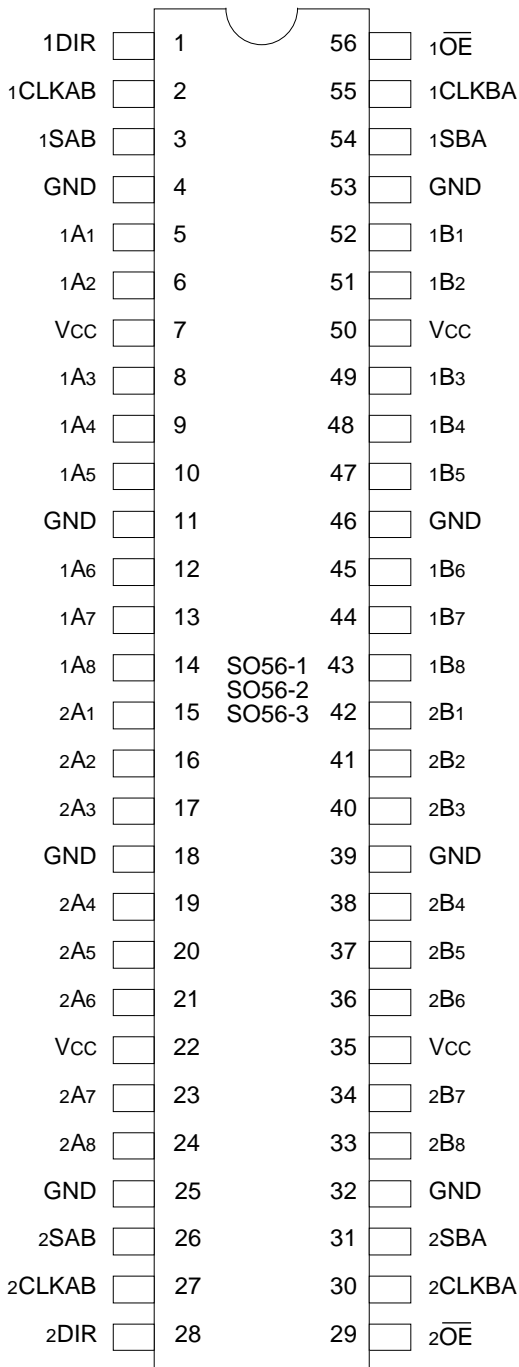 1DIR 1 56 1O̅E̅
1CLKAB 2 55 1CLKBA
1SAB 3 54 1SBA
GND 4 53 GND
1A1 5 52 1B1
1A2 6 51 1B2
VCC 7 50 VCC
1A3 8 49 1B3
1A4 9 48 1B4
1A5 10 47 1B5
GND 11 46 GND
1A6 12 45 1B6
1A7 13 44 1B7
1A8 14 SO56-1 43 1B8
SO56-2
2A1 15 SO56-3 42 2B1
2A2 16 41 2B2
2A3 17 40 2B3
GND 18 39 GND
2A4 19 38 2B4
2A5 20 37 2B5
2A6 21 36 2B6
VCC 22 35 VCC
2A7 23 34 2B7
2A8 24 33 2B8
GND 25 32 GND
2SAB 26 31 2SBA
2CLKAB 27 30 2CLKBA
2DIR 28 29 2O̅E̅